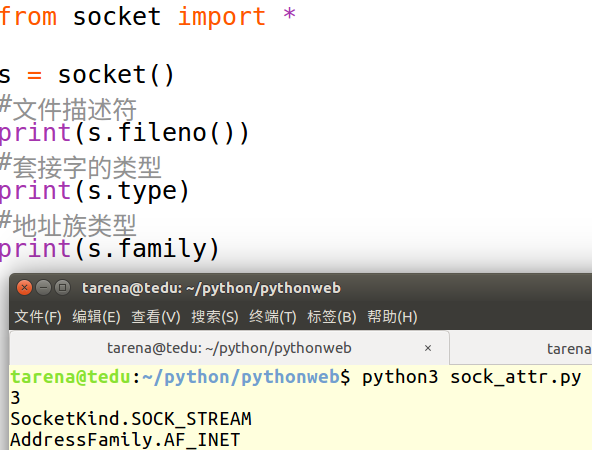 from socket import *
s = socket()
#文件描述符
print(s.fileno())
#套接字的类型
print(s.type)
#地址族类型
print(s.family)
tarena@tedu: ~/python/pythonweb
文件(F) 编辑(E) 查看(V) 搜索(S) 终端(T) 标签(B) 帮助(H)
tarena@tedu: ~/python/pythonweb × tarena
tarena@tedu:~/python/pythonweb$ python3 sock_attr.py
3
SocketKind.SOCK_STREAM
AddressFamily.AF_INET